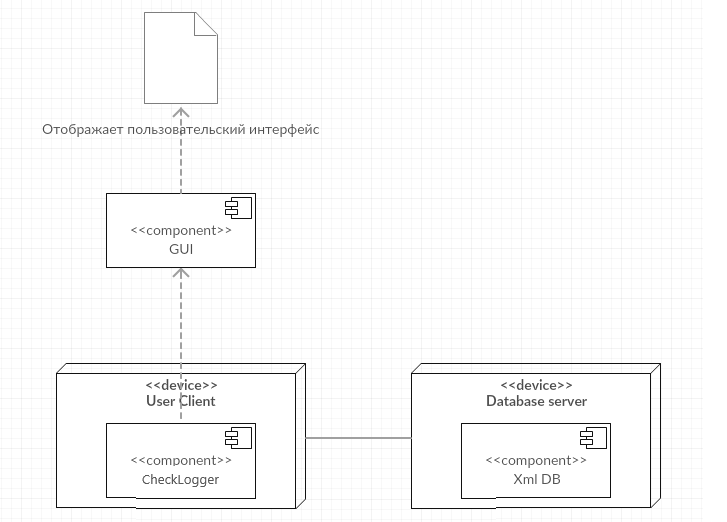 Отображает пользовательский интерфейс
<<component>>
GUI
<<device>>
User Client
<<component>>
CheckLogger
<<device>>
Database server
<<component>>
Xml DB